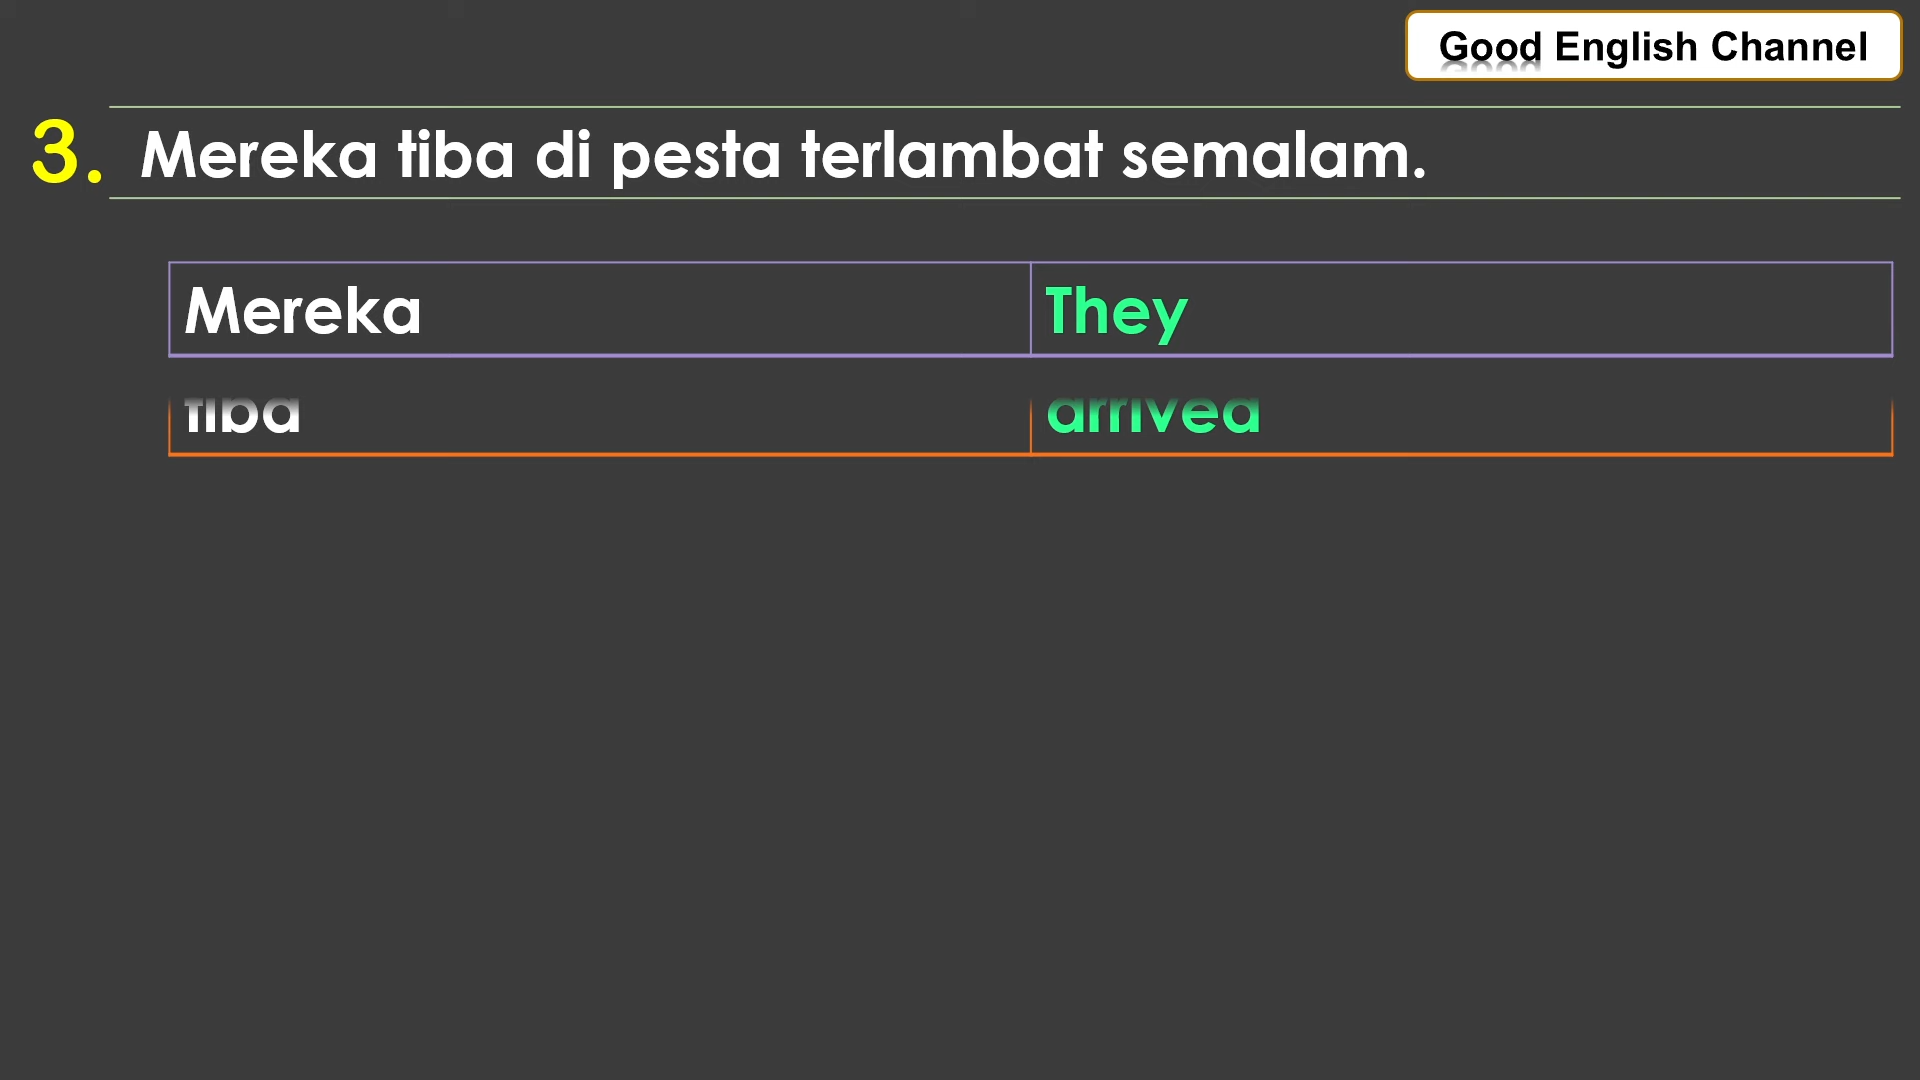 Good English Channel
3. Mereka tiba di pesta terlambat semalam.
Mereka They
tiba arrived